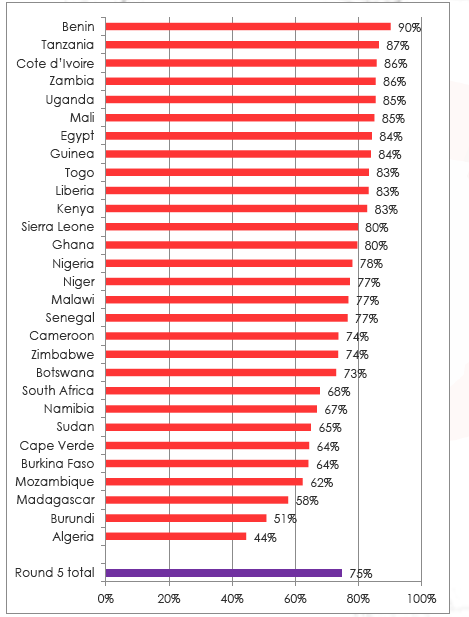 Benin 90%
Tanzania 87%
Cote d'Ivoire 86%
Zambia 86%
Uganda 85%
Mali 85%
Egypt 84%
Guinea 84%
Togo 83%
Liberia 83%
Kenya 83%
Sierra Leone 80%
Ghana 80%
Nigeria 78%
Niger 77%
Malawi 77%
Senegal 77%
Cameroon 74%
Zimbabwe 74%
Botswana 73%
South Africa 68%
Namibia 67%
Sudan 65%
Cape Verde 64%
Burkina Faso 64%
Mozambique 62%
Madagascar 58%
Burundi 51%
Algeria 44%
Round 5 total 75%
0% 20% 40% 60% 80% 100%